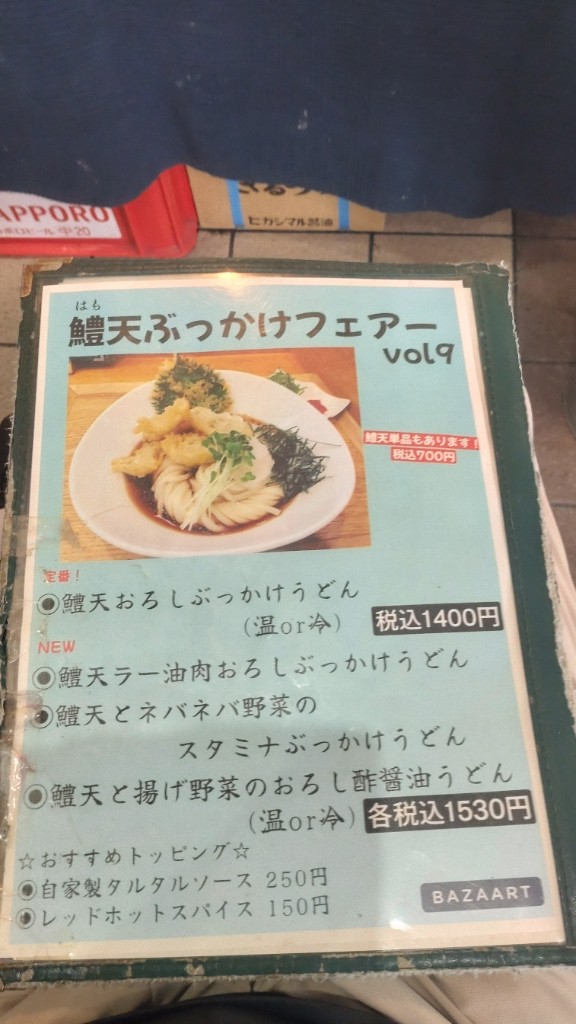 SAPPORO
中20
ヒガシマル醤油
はも
鱧天ぶっかけフェアー
vol9
鱧天単品もあります!
税込700円
定番!
◉鱧天おろしぶっかけうどん
(温or冷)
税込1400円
NEW
◉鱧天ラー油肉おろしぶっかけうどん
◉鱧天とネバネバ野菜の
スタミナぶっかけうどん
◉鱧天と揚げ野菜のおろし酢醤油うどん
(温or冷)
各税込1530円
☆おすすめトッピング☆
◉自家製タルタルソース 250円
◉レッドホットスパイス 150円
BAZAART